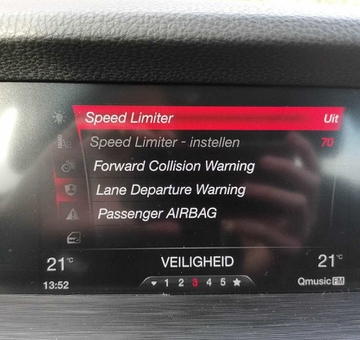 Speed Limiter Uit
Speed Limiter - instellen 70
Forward Collision Warning
Lane Departure Warning
Passenger AIRBAG
21°C VEILIGHEID 21°C
13:52 1 2 3 4 5 Qmusic FM